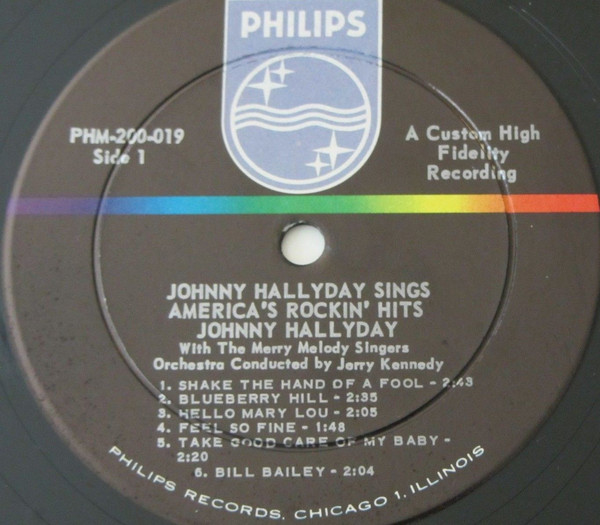 PHILIPS
PHM-200-019
Side 1
A Custom High
Fidelity
Recording
JOHNNY HALLYDAY SINGS
AMERICA'S ROCKIN' HITS
JOHNNY HALLYDAY
With The Merry Melody Singers
Orchestra Conducted by Jerry Kennedy
1. SHAKE THE HAND OF A FOOL - 2:43
2. BLUEBERRY HILL - 2:35
3. HELLO MARY LOU - 2:05
4. FEEL SO FINE - 1:48
5. TAKE GOOD CARE OF MY BABY -
2:20
6. BILL BAILEY - 2:04
PHILIPS RECORDS, CHICAGO 1, ILLINOIS